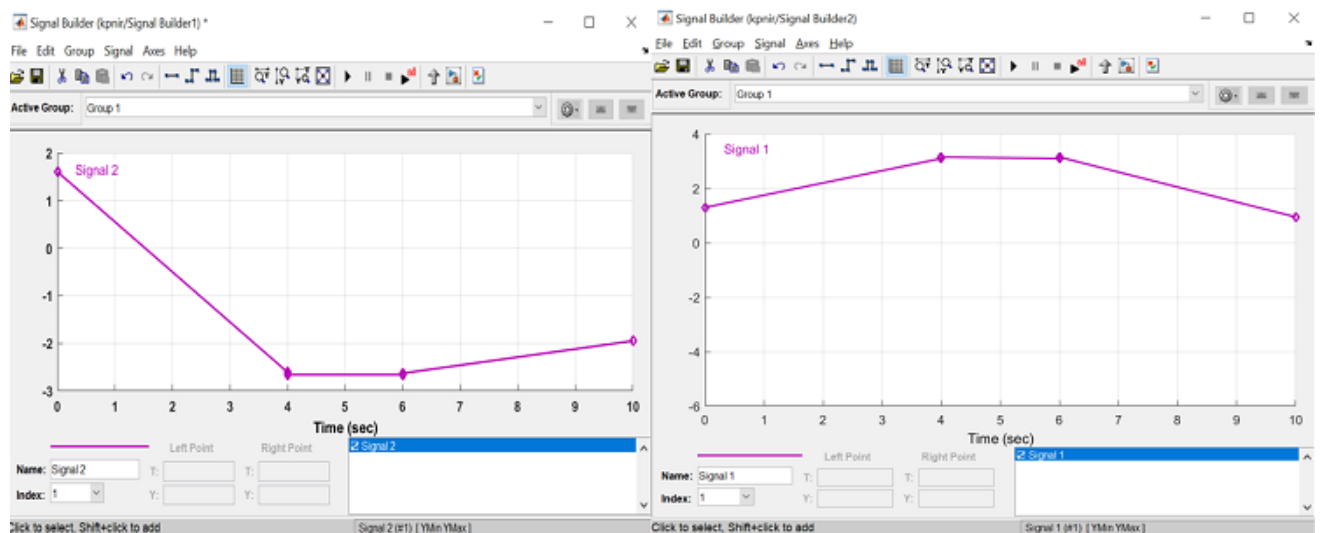 Signal Builder (kpnir/Signal Builder1) *
File Edit Group Signal Axes Help
Active Group: Group 1
2
Signal 2
1
0
-1
-2
-3
0 1 2 3 4 5 6 7 8 9 10
Time (sec)
Left Point Right Point
Signal 2
Name: Signal 2 T: T:
Index: 1 Y: Y:
Click to select, Shift+click to add Signal 2 (#1) [ YMin YMax ]
Signal Builder (kpnir/Signal Builder2)
File Edit Group Signal Axes Help
Active Group: Group 1
4
Signal 1
2
0
-2
-4
-6
0 1 2 3 4 5 6 7 8 9 10
Time (sec)
Left Point Right Point
Signal 1
Name: Signal 1 T: T:
Index: 1 Y: Y:
Click to select, Shift+click to add Signal 1 (#1) [ YMin YMax ]